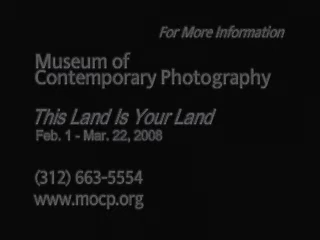 For More Information
Museum of
Contemporary Photography
This Land Is Your Land
Feb. 1 - Mar. 22, 2008
(312) 663-5554
www.mocp.org